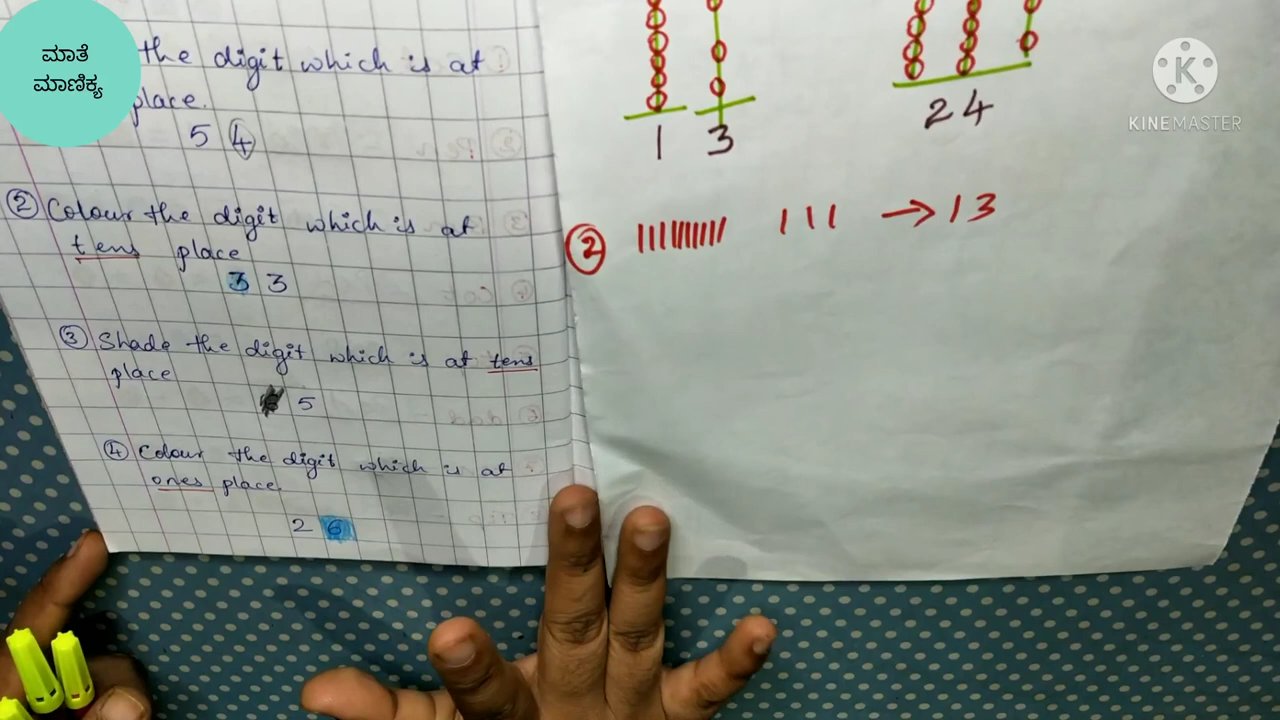 ಮಾತೆ
ಮಾಣಿಕ್ಯ
the digit which is at
place.
5 4
② Colour the digit which is at
tens place
3 3
③ Shade the digit which is at tens
place
5
④ Colour the digit which is at
ones place.
2 6
1 3
24
② → 13
KINEMASTER